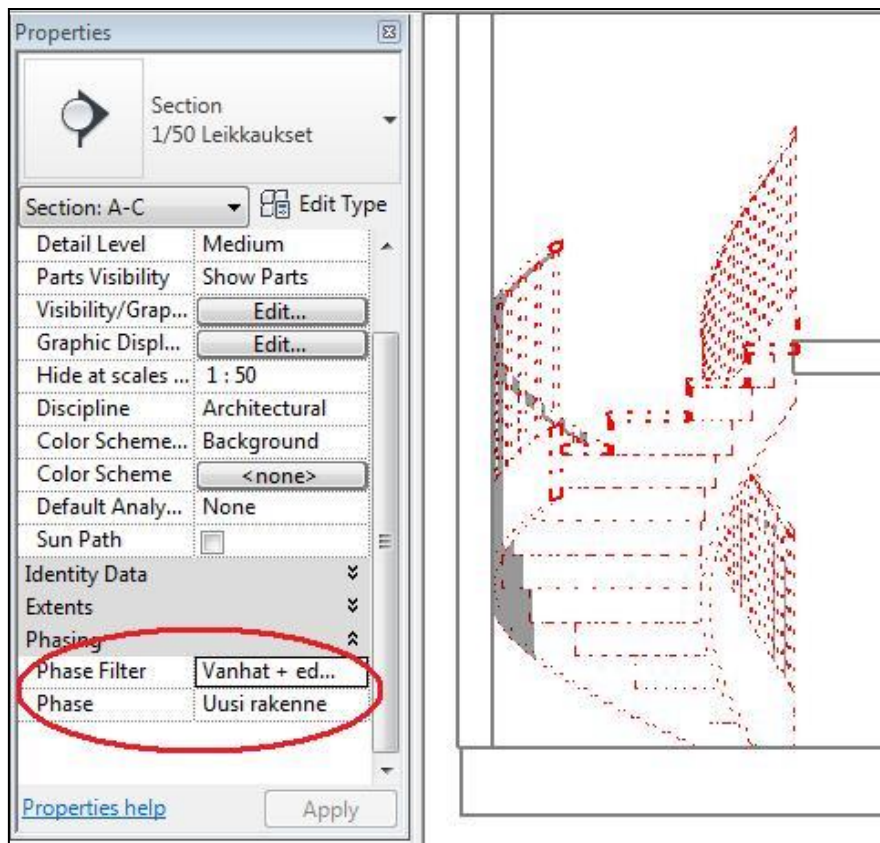 Properties
Section
1/50 Leikkaukset
Section: A-C
Edit Type
Detail Level Medium
Parts Visibility Show Parts
Visibility/Grap... Edit...
Graphic Displ... Edit...
Hide at scales ... 1 : 50
Discipline Architectural
Color Scheme... Background
Color Scheme <none>
Default Analy... None
Sun Path
Identity Data
Extents
Phasing
Phase Filter Vanhat + ed...
Phase Uusi rakenne
Properties help Apply